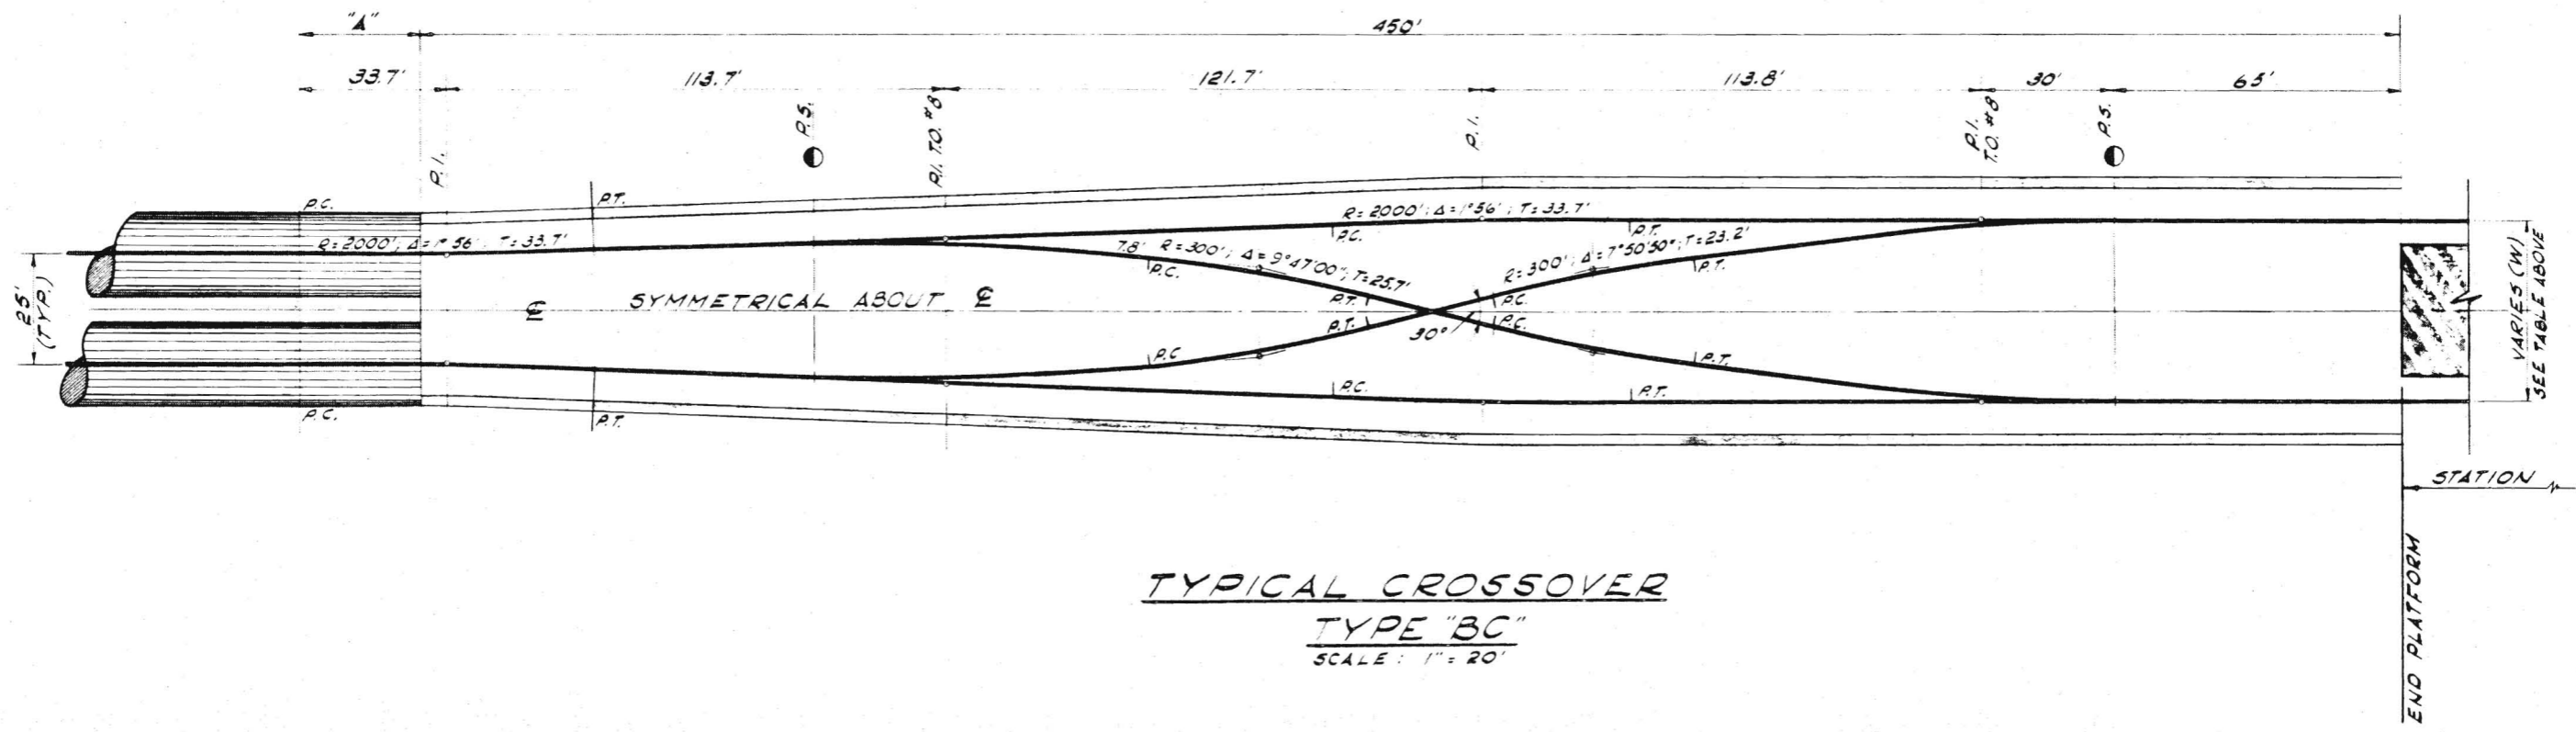 "A"
450'
33.7'
113.7'
121.7'
113.8'
30'
65'
P.I.
P.S.
P.I. T.O. #8
P.I.
P.I.
T.O. #8
P.S.
P.C.
P.T.
R=2000'; Δ=1°56'; T=33.7'
R=2000'; Δ=1°56'; T=33.7'
P.C.
P.T.
7.8' R=300'; Δ=9°47'00"; T=25.7'
R=300'; Δ=7°50'50"; T=23.2'
P.C.
P.T.
25'
(TYP.)
℄ SYMMETRICAL ABOUT ℄
P.T.
P.C.
P.T.
P.C.
30°
P.C.
P.T.
P.C.
P.T.
P.C.
P.T.
VARIES (W)
SEE TABLE ABOVE
STATION
END PLATFORM
TYPICAL CROSSOVER
TYPE "BC"
SCALE: 1" = 20'